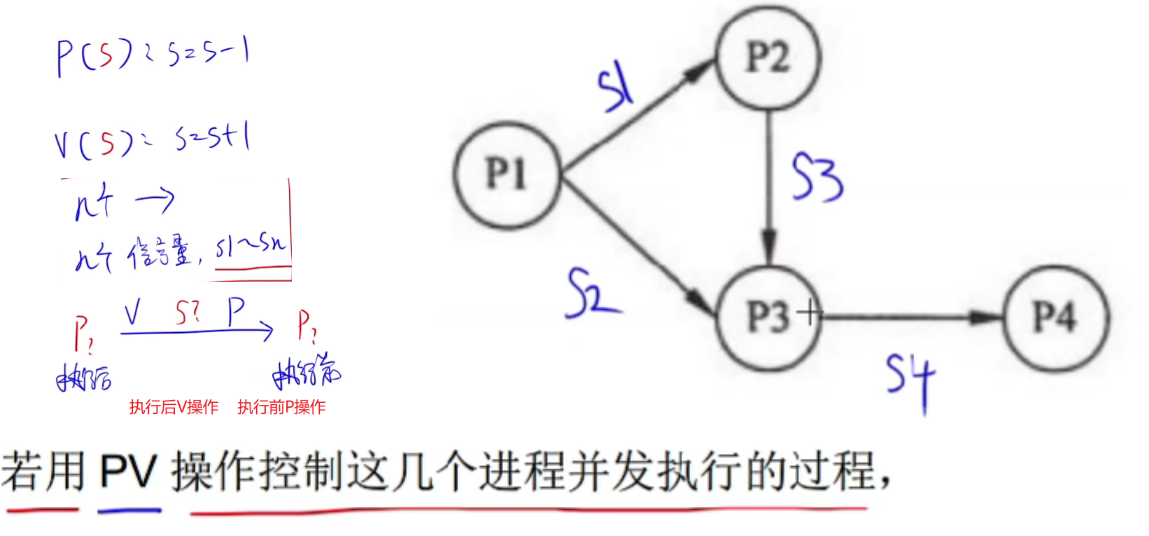 P(S): S=S-1
V(S): S=S+1
n个 →
n个 信号量, S1~Sn
V S? P
P? P?
执行后 执行前
执行后V操作 执行前P操作
P2
S1
P1
S3
S2
P3
P4
S4
若用 PV 操作控制这几个进程并发执行的过程，